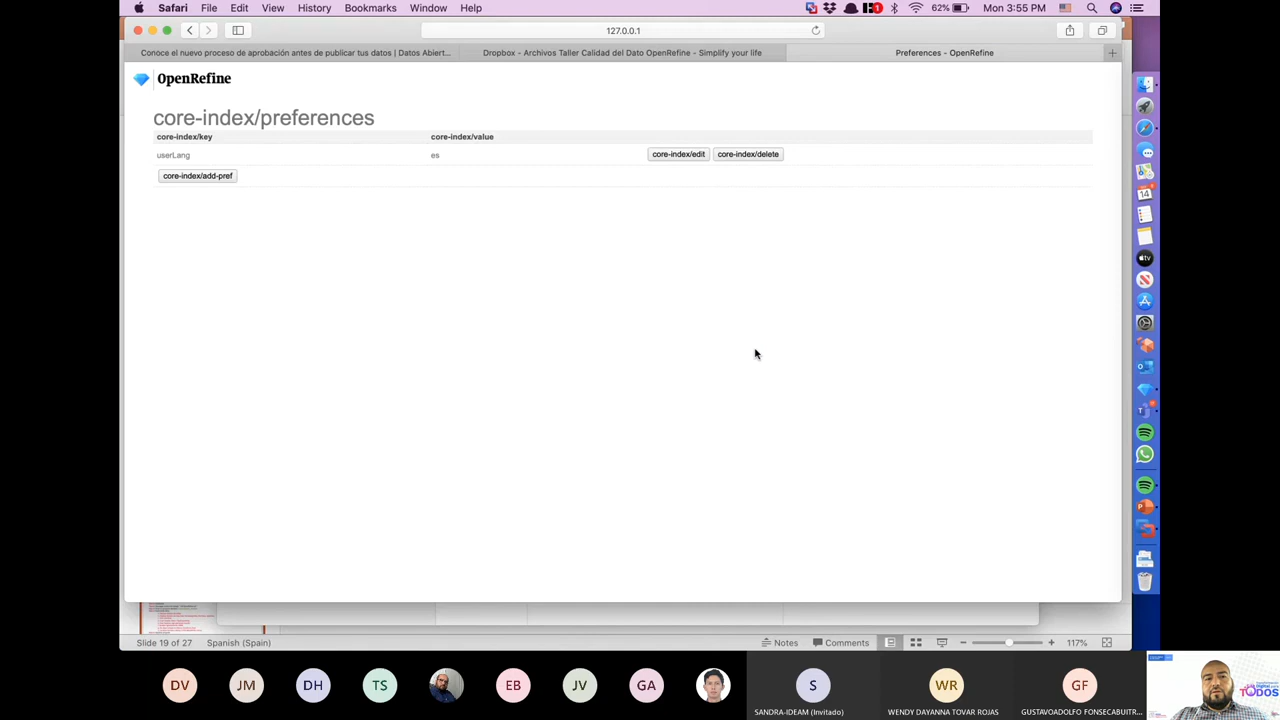 Safari File Edit View History Bookmarks Window Help
1 62% Mon 3:55 PM
127.0.0.1
Conoce el nuevo proceso de aprobación antes de publicar tus datos | Datos Abiert...
Dropbox - Archivos Taller Calidad del Dato OpenRefine - Simplify your life
Preferences - OpenRefine
OpenRefine
core-index/preferences
core-index/key core-index/value
userLang es core-index/edit core-index/delete
core-index/add-pref
14
tv
Slide 19 of 27 Spanish (Spain) Notes Comments 117%
DV JM DH TS EB JV GA S WR GF
SANDRA-IDEAM (Invitado) WENDY DAYANNA TOVAR ROJAS GUSTAVOADOLFO FONSECABUITR...
TODOS